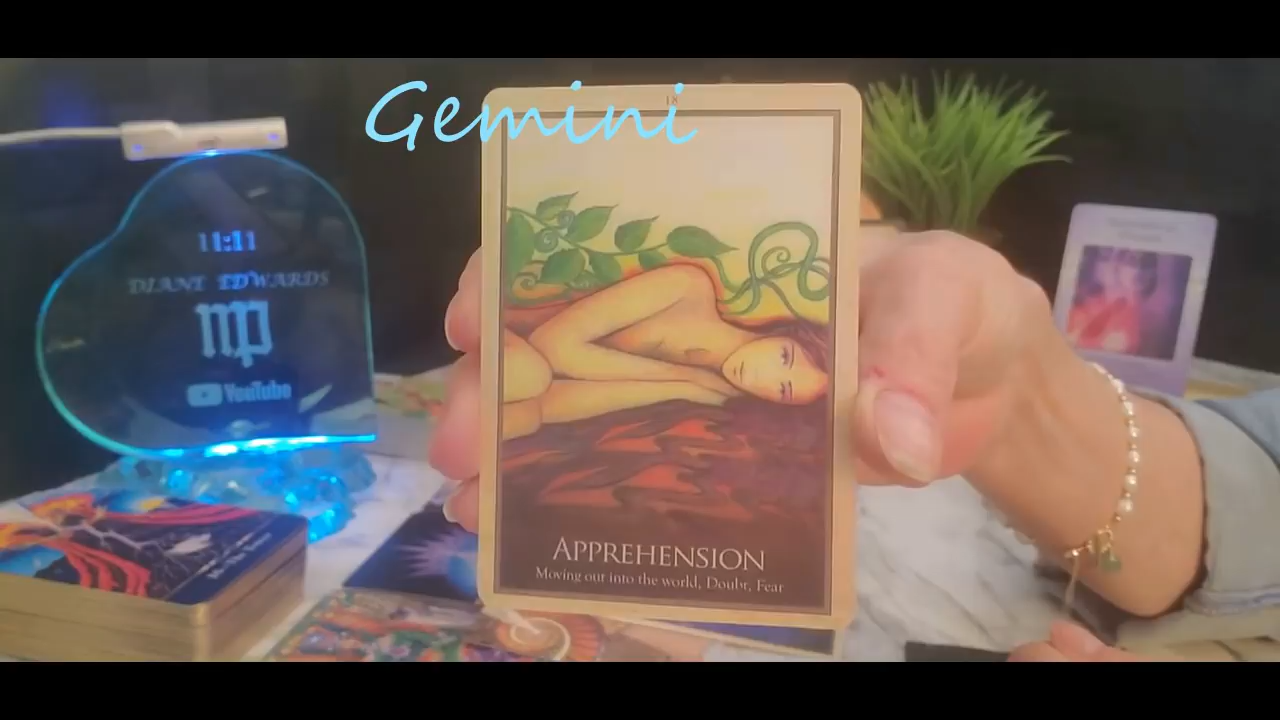 Gemini
18
11:11
DIANE EDWARDS
YouTube
APPREHENSION
Moving out into the world, Doubt, Fear